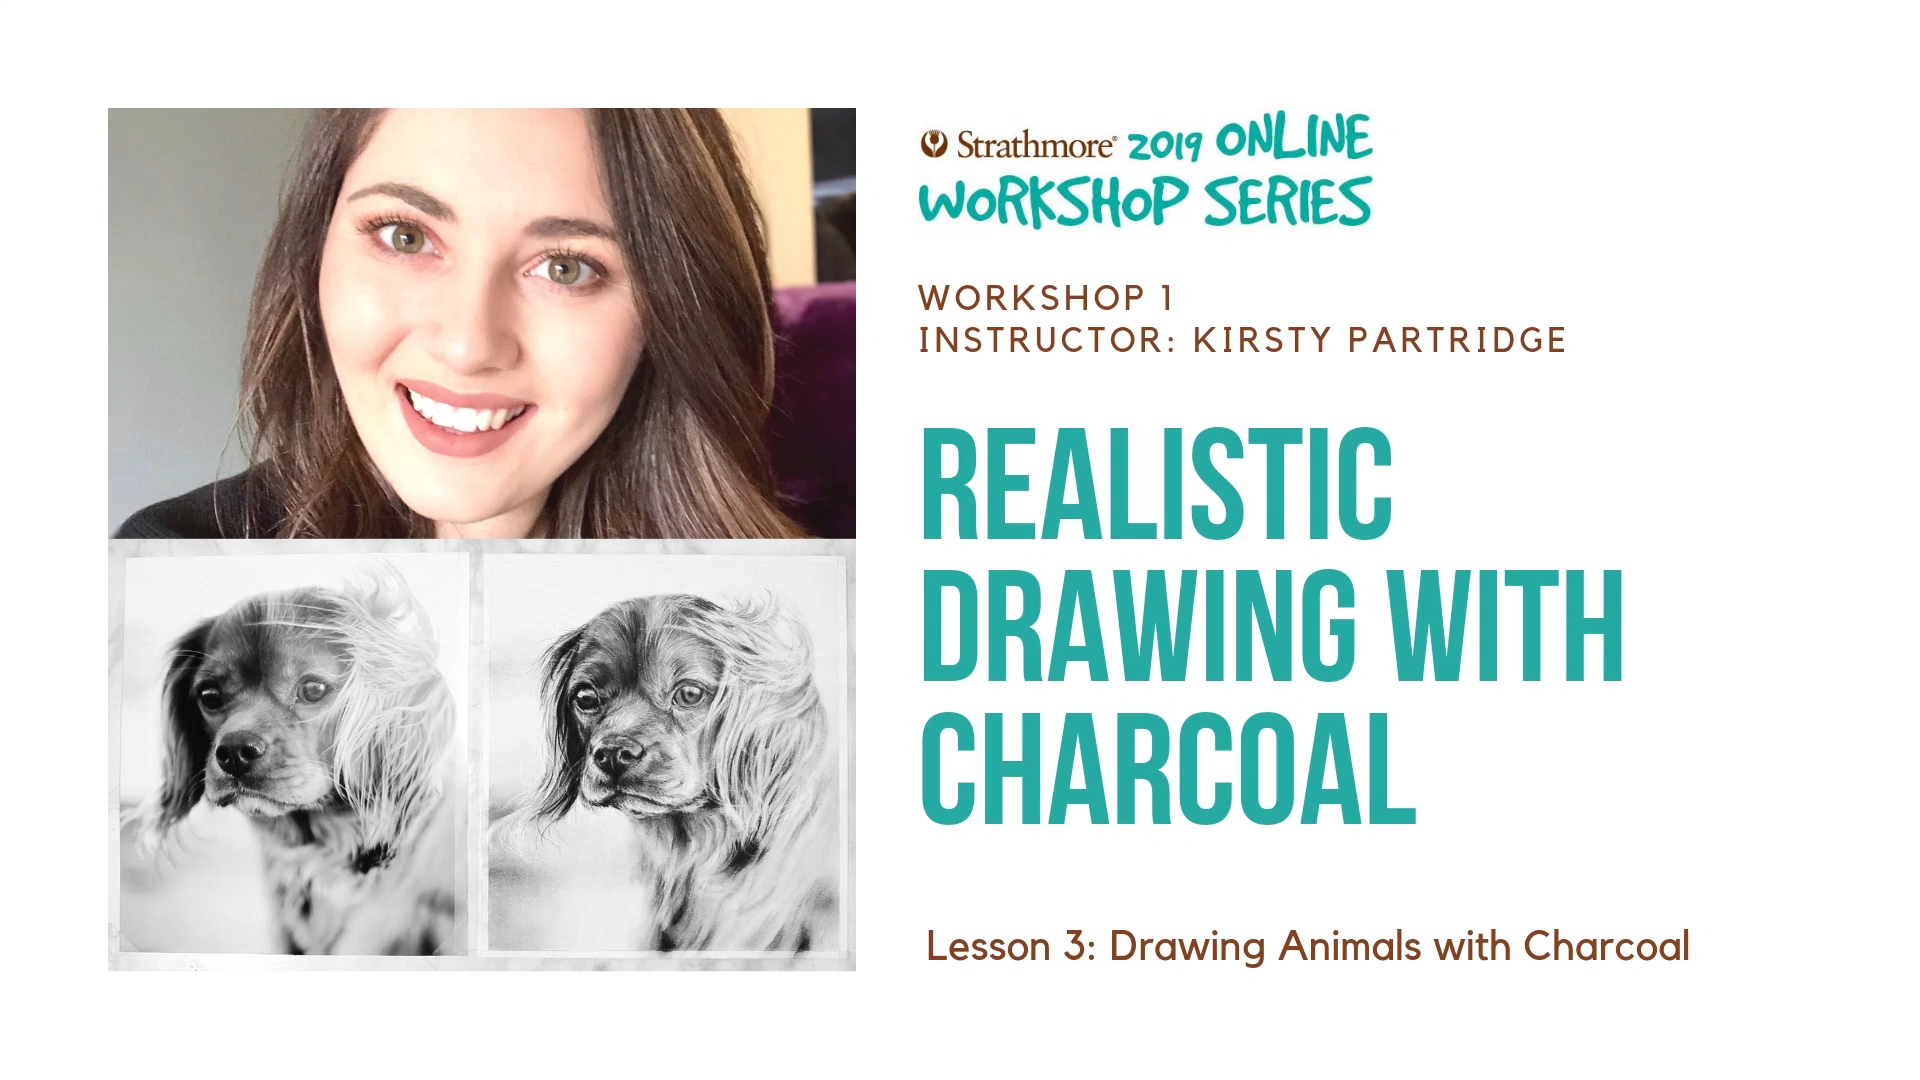 Strathmore® 2019 ONLINE
WORKSHOP SERIES
WORKSHOP 1
INSTRUCTOR: KIRSTY PARTRIDGE
REALISTIC
DRAWING WITH
CHARCOAL
Lesson 3: Drawing Animals with Charcoal